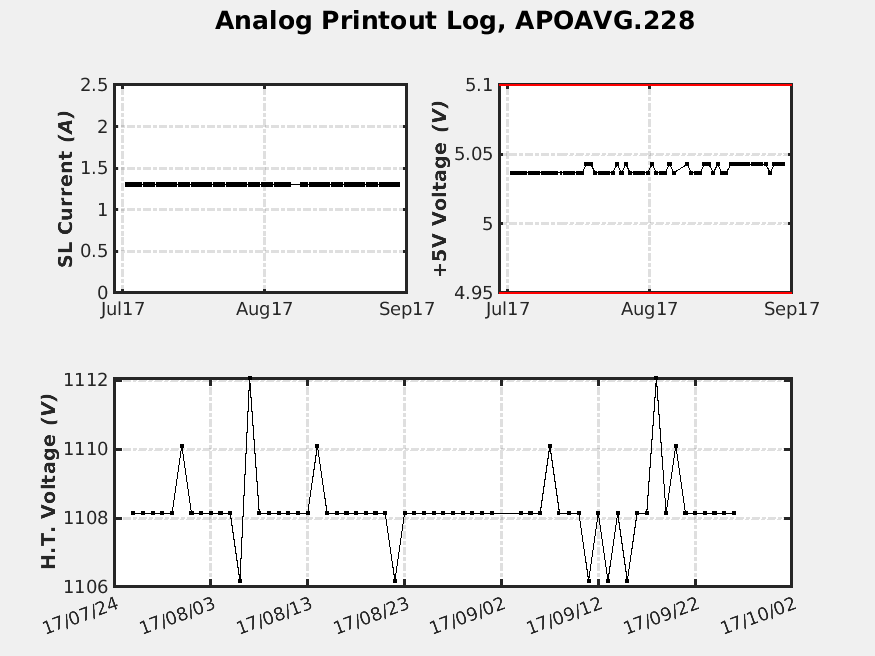 Analog Printout Log, APOAVG.228
SL Current (A)
2.5
2
1.5
1
0.5
0
Jul17 Aug17 Sep17
+5V Voltage (V)
5.1
5.05
5
4.95
Jul17 Aug17 Sep17
H.T. Voltage (V)
1112
1110
1108
1106
17/07/24 17/08/03 17/08/13 17/08/23 17/09/02 17/09/12 17/09/22 17/10/02